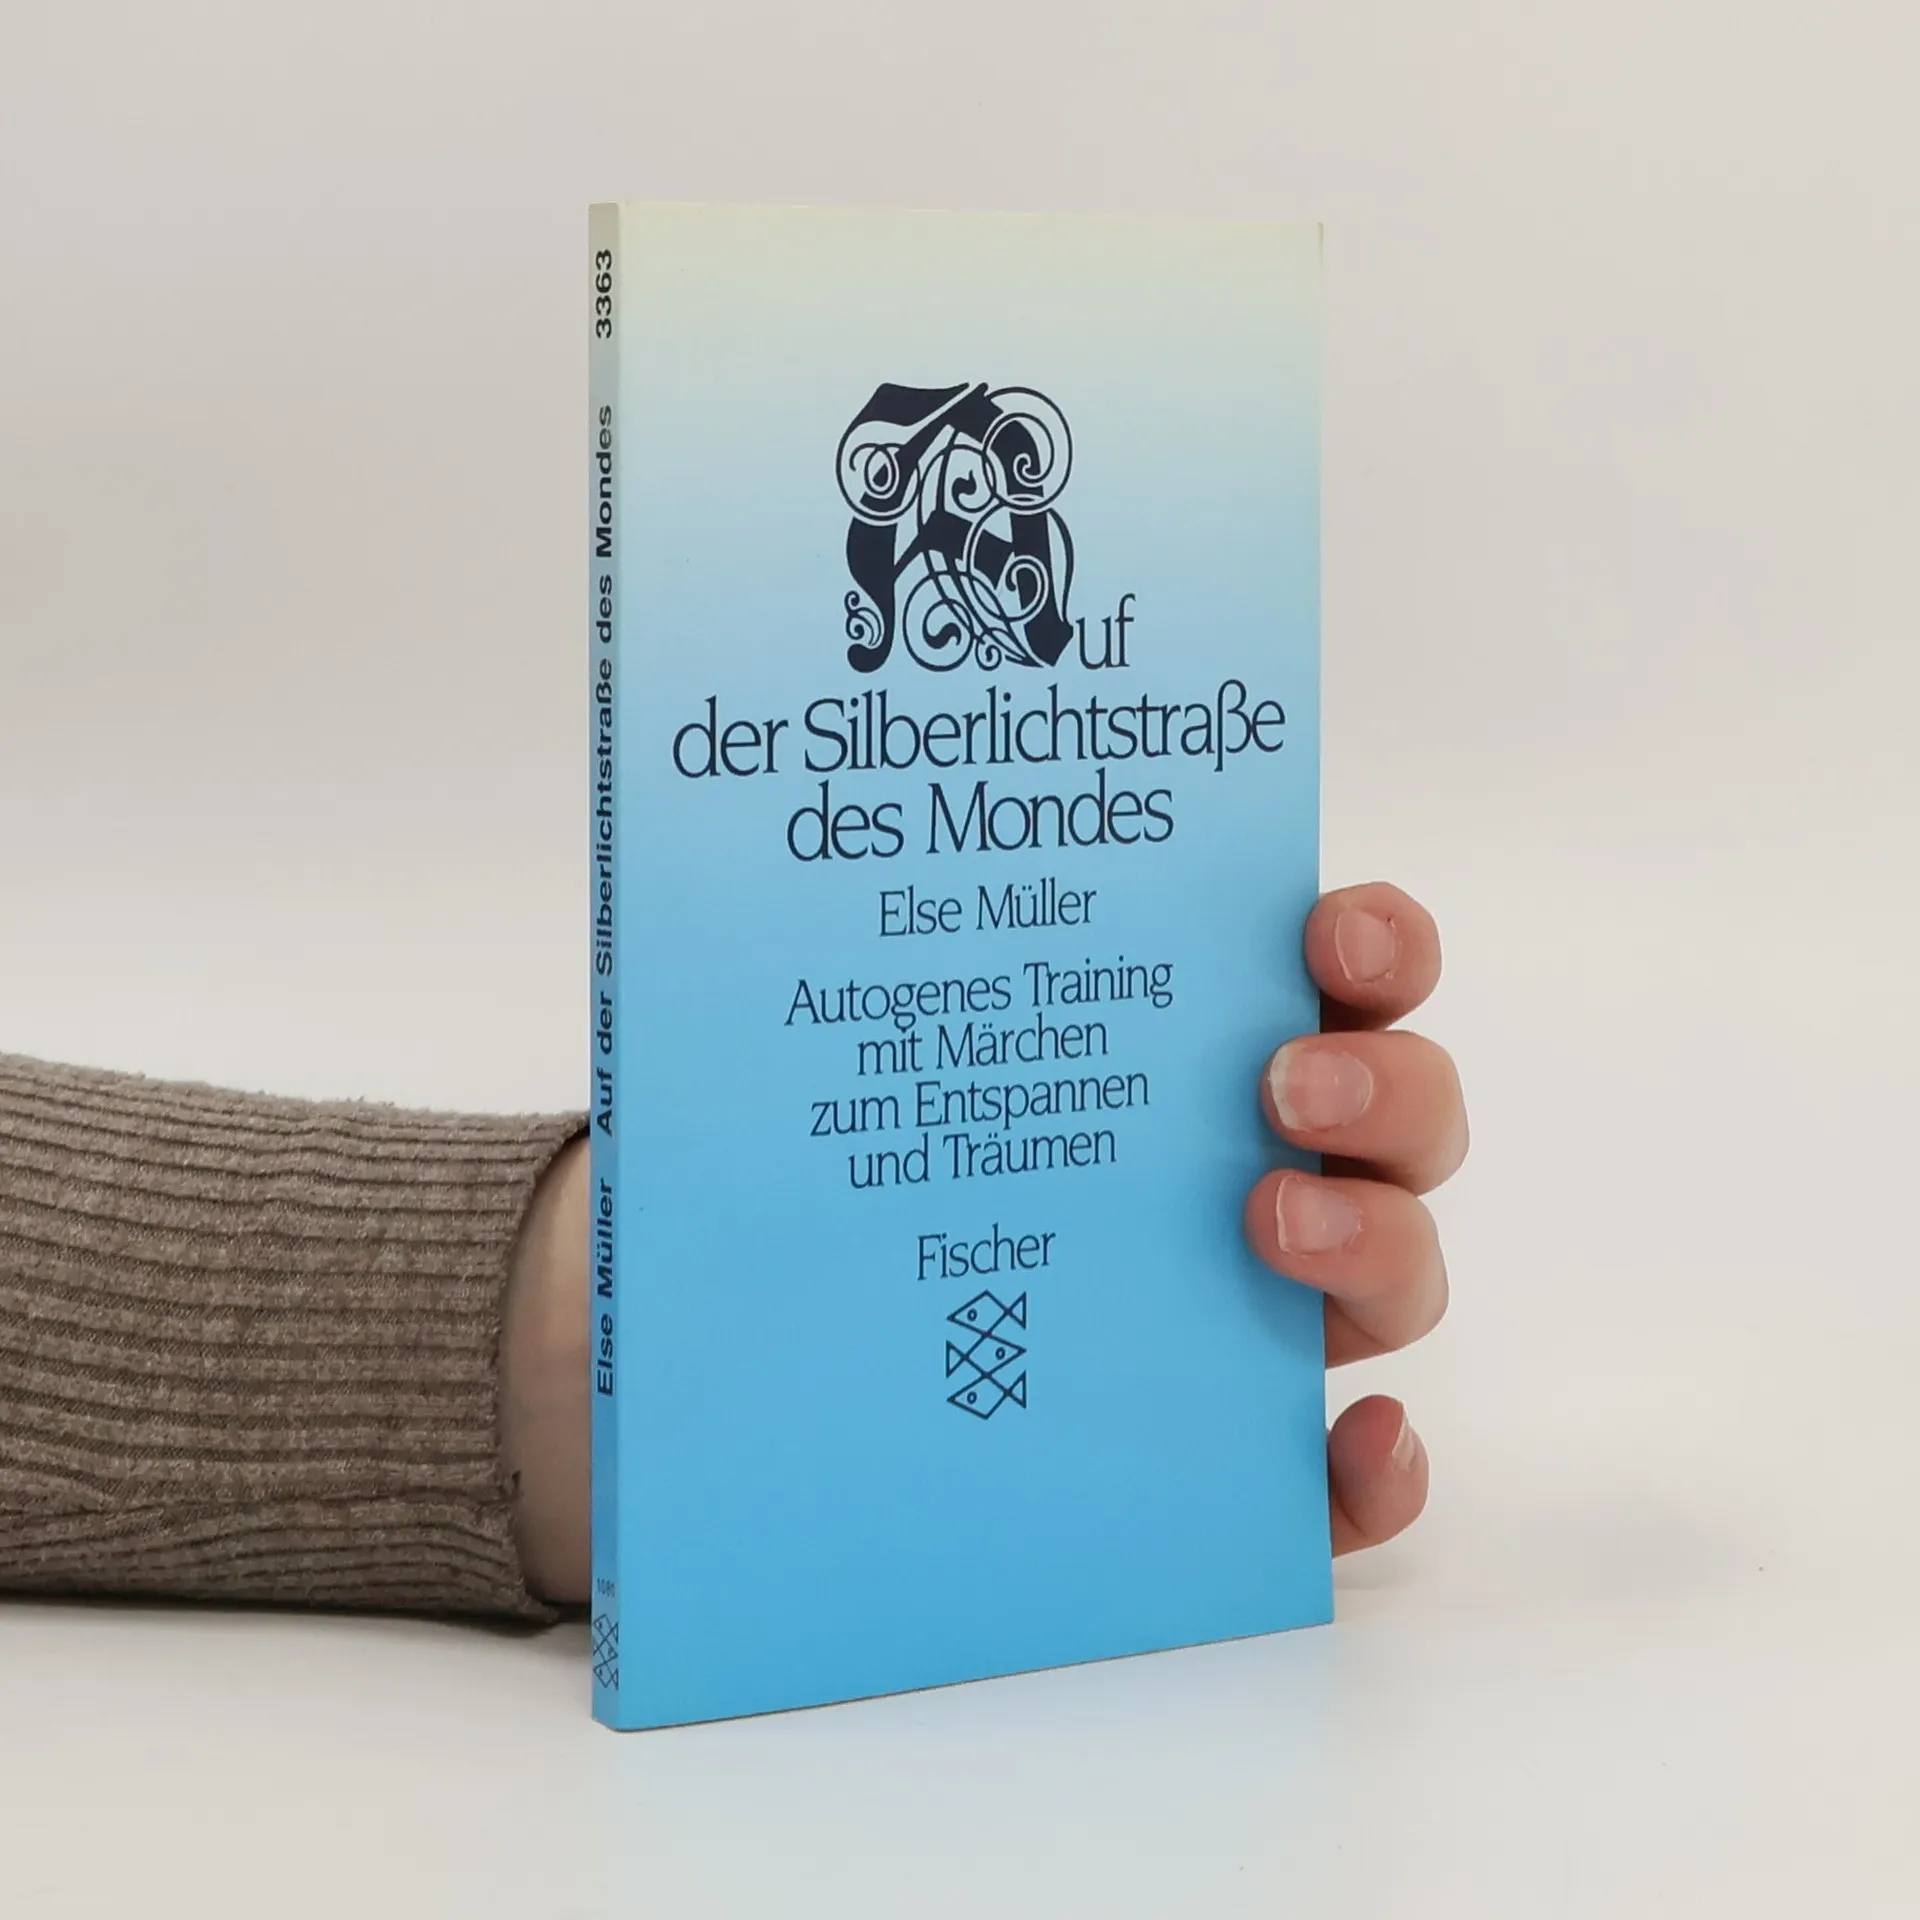 Auf
der Silberlichtstraße
des Mondes
Else Müller
Autogenes Training
mit Märchen
zum Entspannen
und Träumen
Fischer
Else Müller Auf der Silberlichtstraße des Mondes 3363